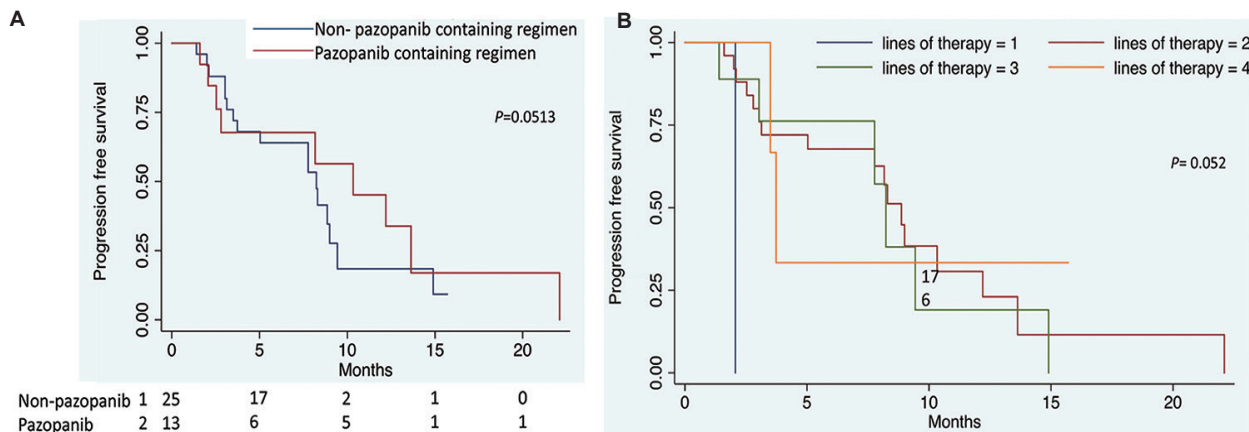 A
Non- pazopanib containing regimen
Pazopanib containing regimen
P=0.0513
Progression free survival
1.00
0.75
0.50
0.25
0.00
0 5 10 15 20
Months
Non-pazopanib 1 25 17 2 1 0
Pazopanib 2 13 6 5 1 1
B
lines of therapy = 1 lines of therapy = 2
lines of therapy = 3 lines of therapy = 4
P= 0.052
Progression free survival
1.00
0.75
0.50
0.25
0.00
17
6
0 5 10 15 20
Months